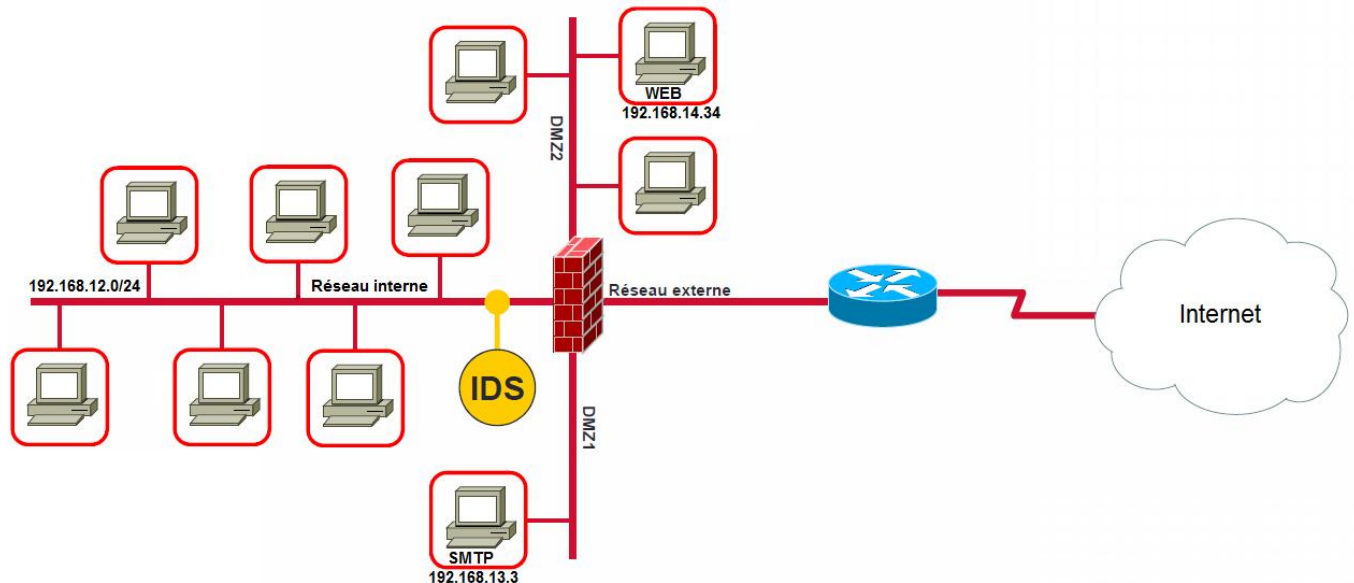 WEB
192.168.14.34
DMZ2
192.168.12.0/24
Réseau interne
Réseau externe
Internet
IDS
DMZ1
SMTP
192.168.13.3